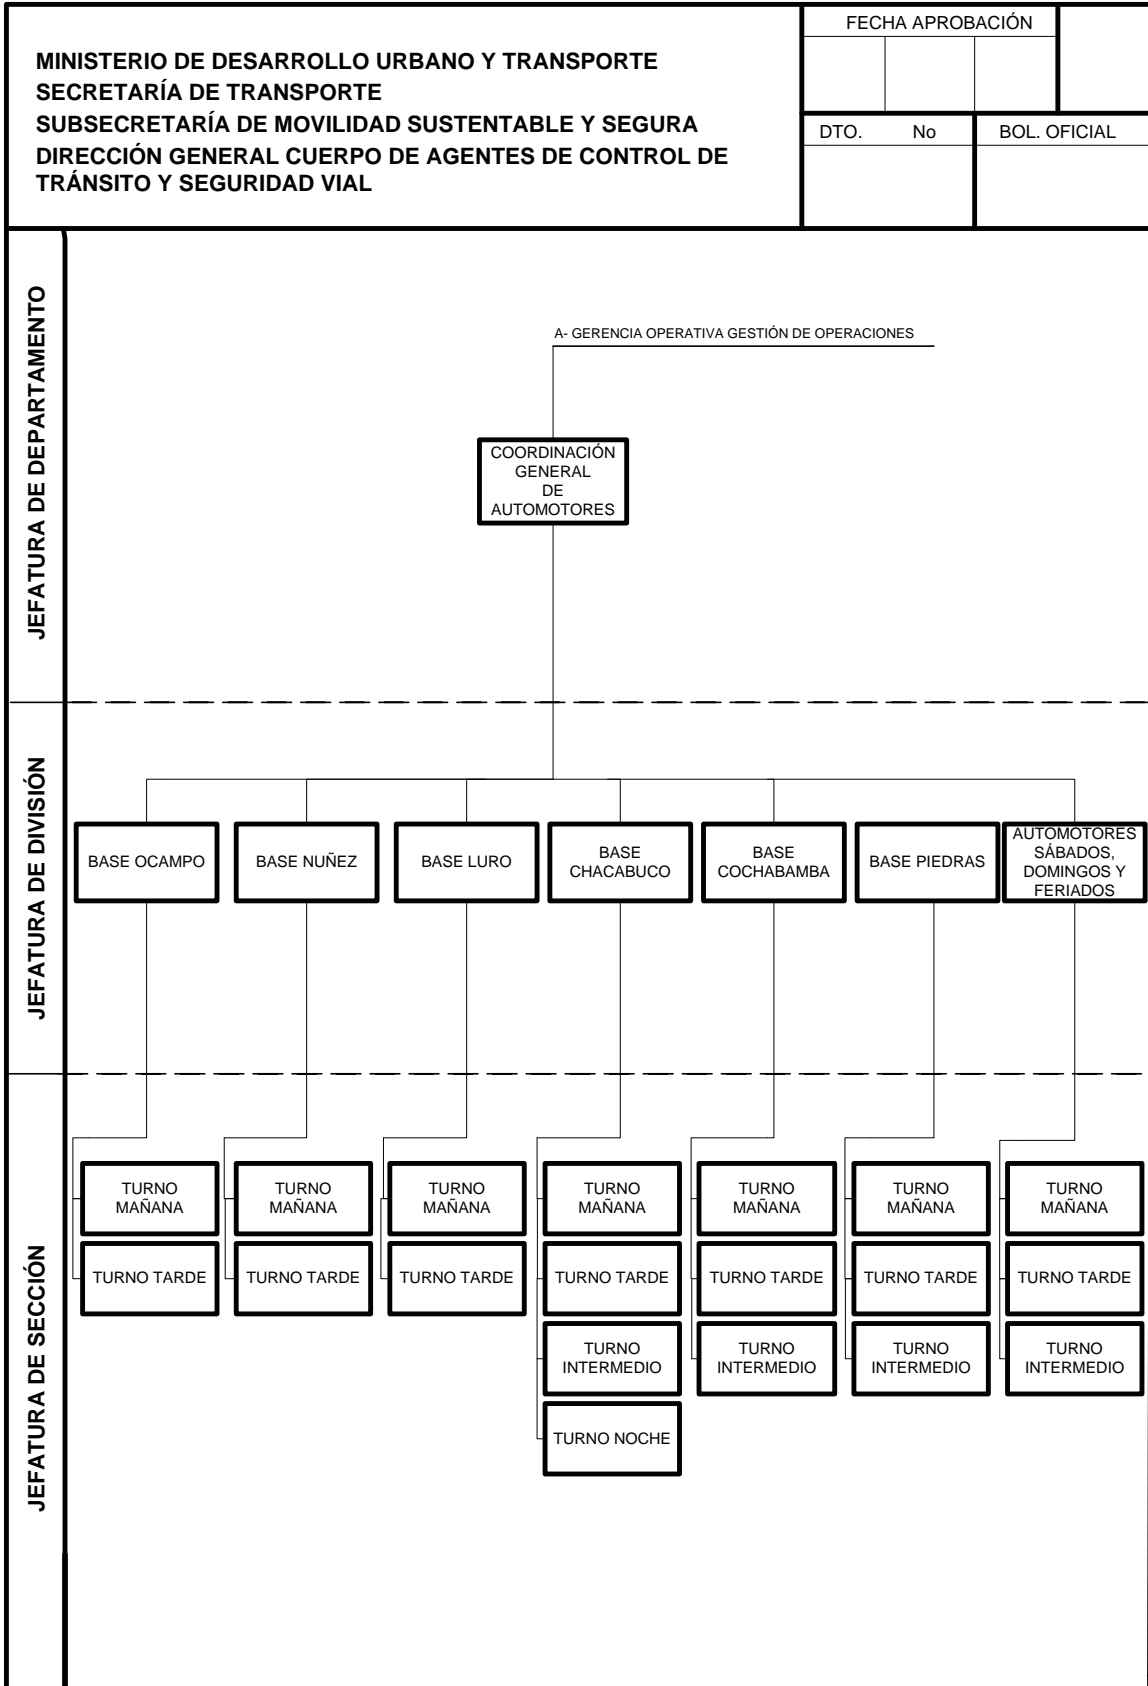 MINISTERIO DE DESARROLLO URBANO Y TRANSPORTE
SECRETARÍA DE TRANSPORTE
SUBSECRETARÍA DE MOVILIDAD SUSTENTABLE Y SEGURA
DIRECCIÓN GENERAL CUERPO DE AGENTES DE CONTROL DE
TRÁNSITO Y SEGURIDAD VIAL
FECHA APROBACIÓN
DTO. No
BOL. OFICIAL
JEFATURA DE DEPARTAMENTO
A- GERENCIA OPERATIVA GESTIÓN DE OPERACIONES
COORDINACIÓN
GENERAL
DE
AUTOMOTORES
JEFATURA DE DIVISIÓN
BASE OCAMPO
BASE NUÑEZ
BASE LURO
BASE
CHACABUCO
BASE
COCHABAMBA
BASE PIEDRAS
AUTOMOTORES
SÁBADOS,
DOMINGOS Y
FERIADOS
JEFATURA DE SECCIÓN
TURNO
MAÑANA
TURNO
MAÑANA
TURNO
MAÑANA
TURNO
MAÑANA
TURNO
MAÑANA
TURNO
MAÑANA
TURNO
MAÑANA
TURNO TARDE
TURNO TARDE
TURNO TARDE
TURNO TARDE
TURNO TARDE
TURNO TARDE
TURNO TARDE
TURNO
INTERMEDIO
TURNO
INTERMEDIO
TURNO
INTERMEDIO
TURNO
INTERMEDIO
TURNO NOCHE